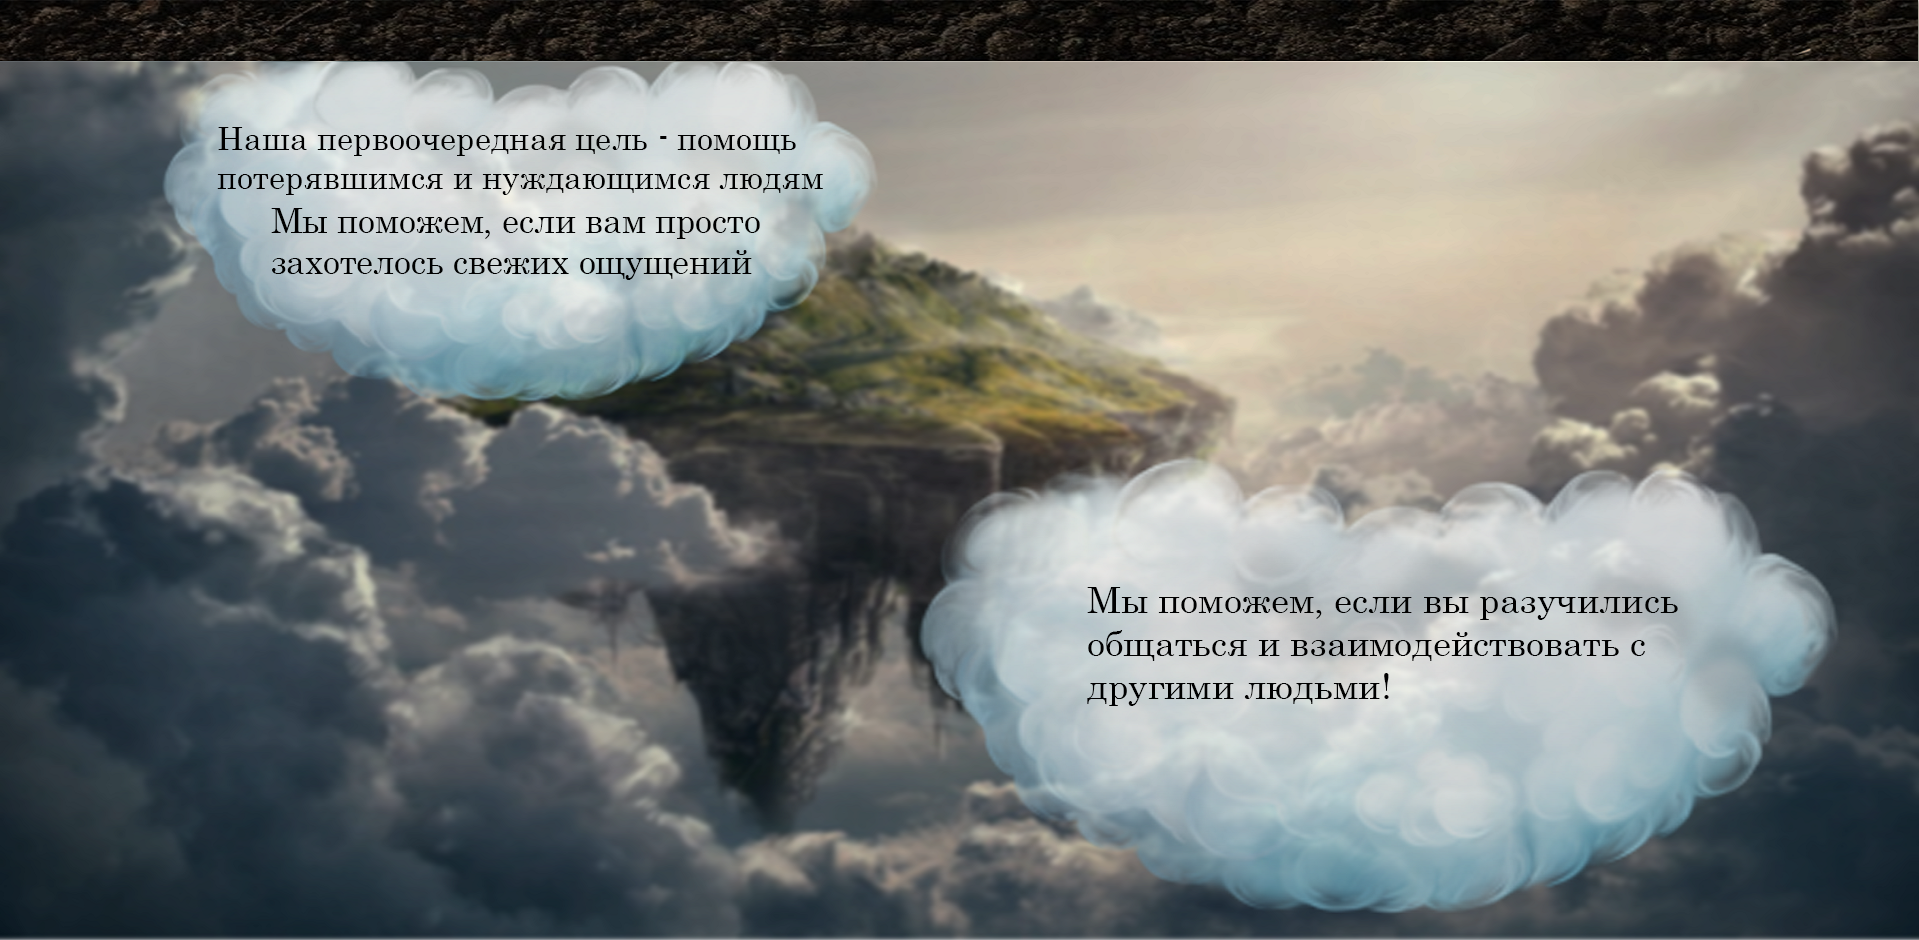 Наша первоочередная цель - помощь
потерявшимся и нуждающимся людям
Мы поможем, если вам просто
захотелось свежих ощущений
Мы поможем, если вы разучились
общаться и взаимодействовать с
другими людьми!